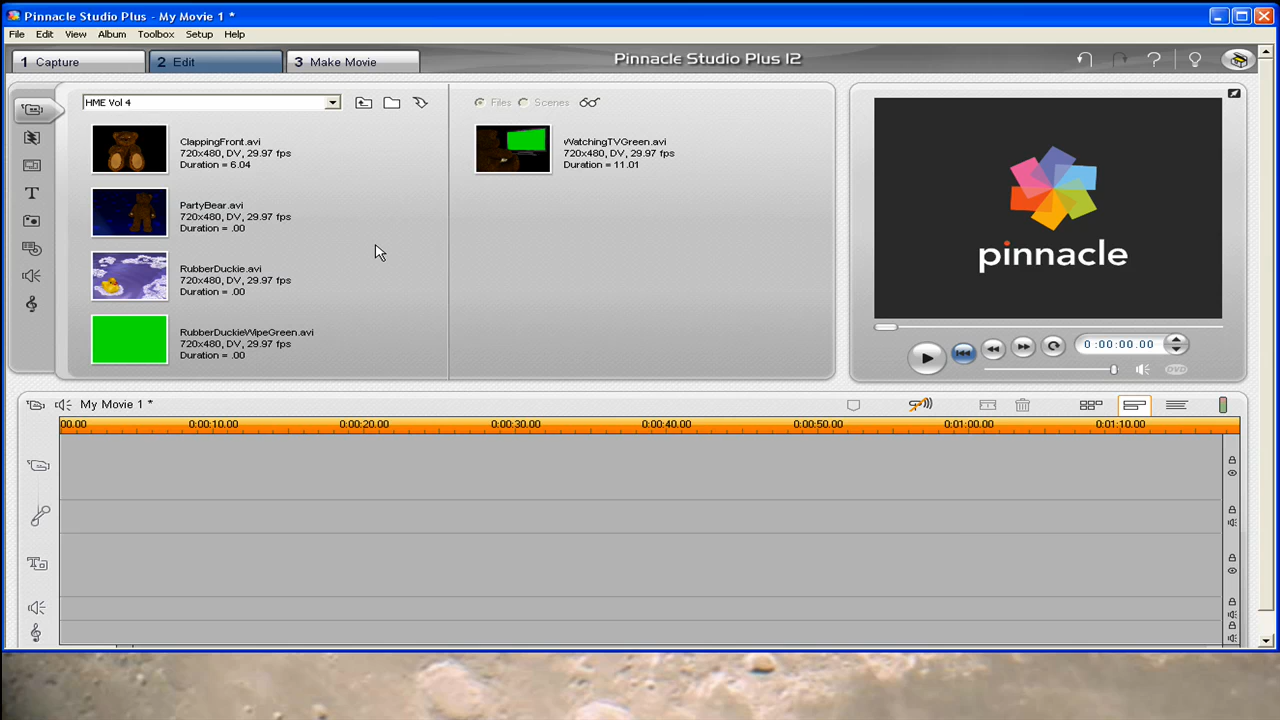 Pinnacle Studio Plus - My Movie 1 *
File Edit View Album Toolbox Setup Help
1 Capture
2 Edit
3 Make Movie
Pinnacle Studio Plus 12
HME Vol 4
Files
Scenes
ClappingFront.avi
720x480, DV, 29.97 fps
Duration = 6.04
PartyBear.avi
720x480, DV, 29.97 fps
Duration = .00
RubberDuckie.avi
720x480, DV, 29.97 fps
Duration = .00
RubberDuckieWipeGreen.avi
720x480, DV, 29.97 fps
Duration = .00
WatchingTVGreen.avi
720x480, DV, 29.97 fps
Duration = 11.01
pinnacle
0:00:00.00
DVD
My Movie 1 *
00.00 0:00:10.00 0:00:20.00 0:00:30.00 0:00:40.00 0:00:50.00 0:01:00.00 0:01:10.00